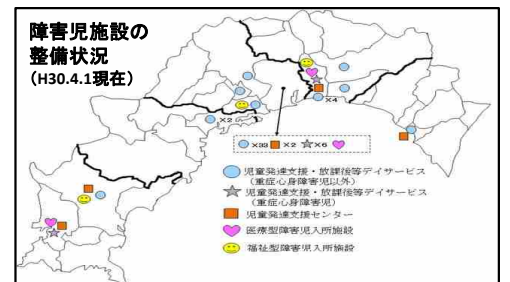 障害児施設の
整備状況
(H30.4.1現在)
×4
×2
×33 ×2 ×6
児童発達支援・放課後等デイサービス
(重症心身障害児以外)
児童発達支援・放課後等デイサービス
(重症心身障害児)
児童発達支援センター
医療型障害児入所施設
福祉型障害児入所施設